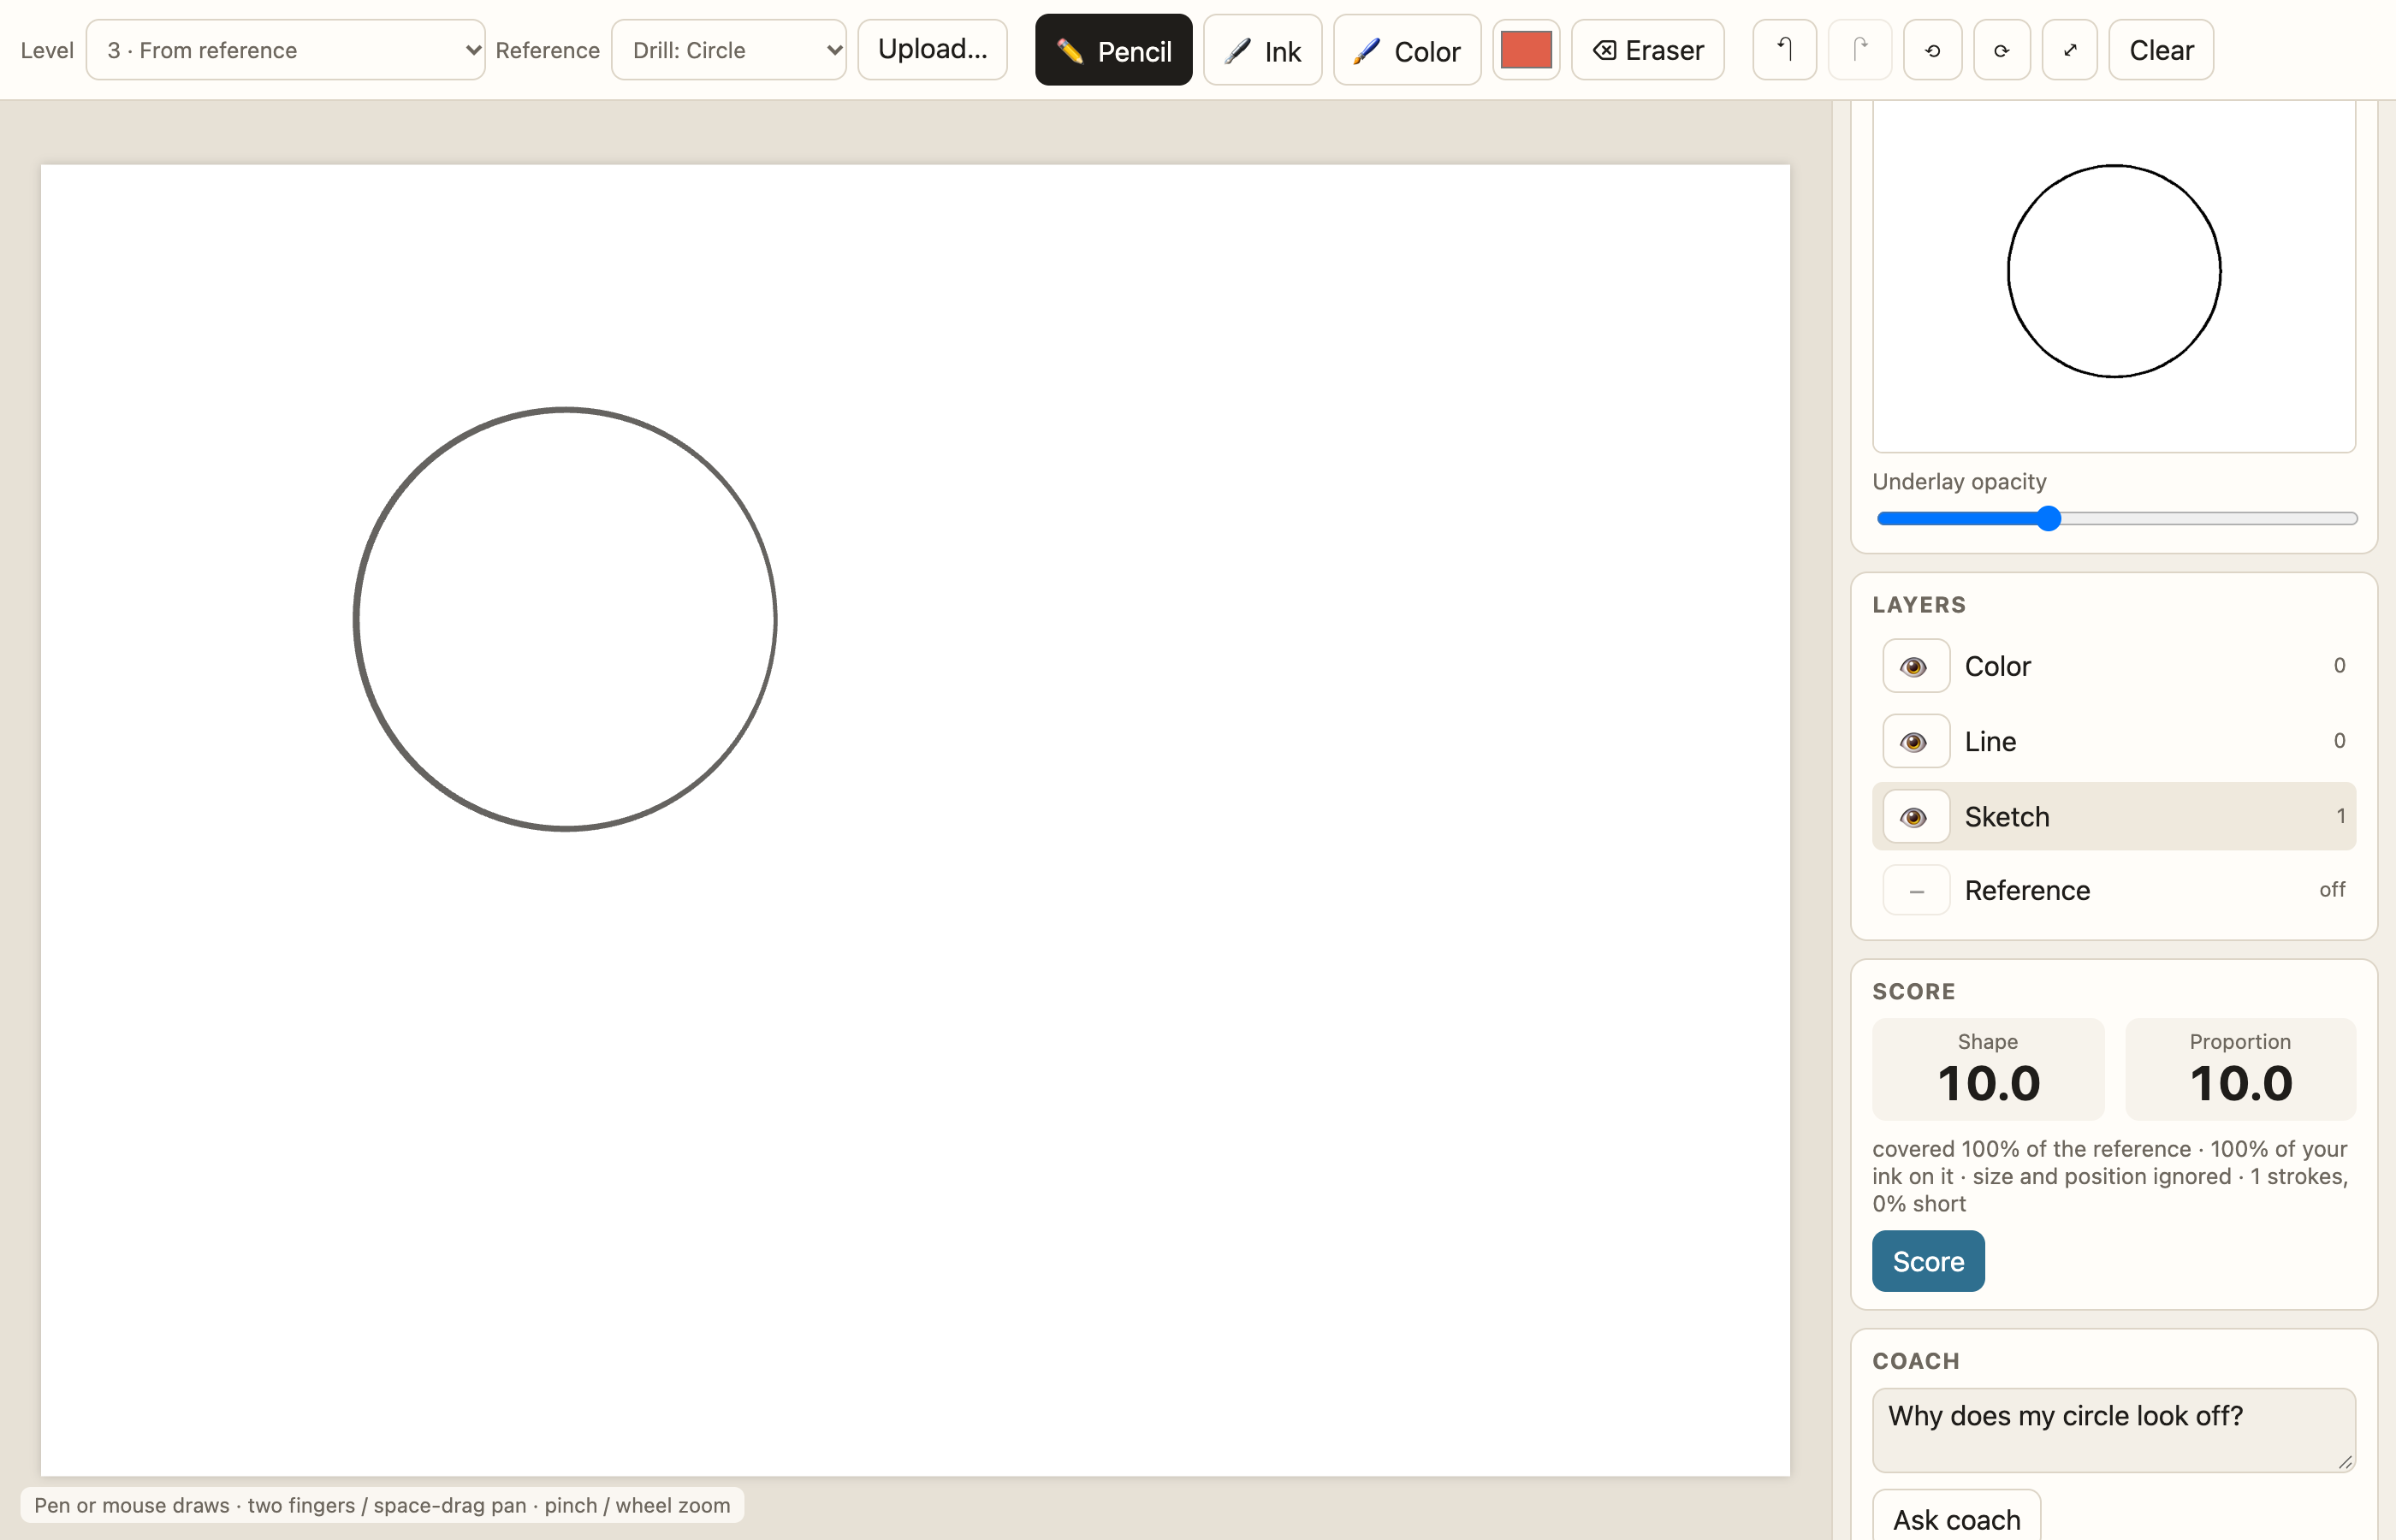 Level 3 · From reference Reference Drill: Circle Upload... Pencil Ink Color Eraser Clear
Underlay opacity
LAYERS
Color 0
Line 0
Sketch 1
Reference off
SCORE
Shape Proportion
10.0 10.0
covered 100% of the reference · 100% of your
ink on it · size and position ignored · 1 strokes,
0% short
Score
COACH
Why does my circle look off?
Ask coach
Pen or mouse draws · two fingers / space-drag pan · pinch / wheel zoom